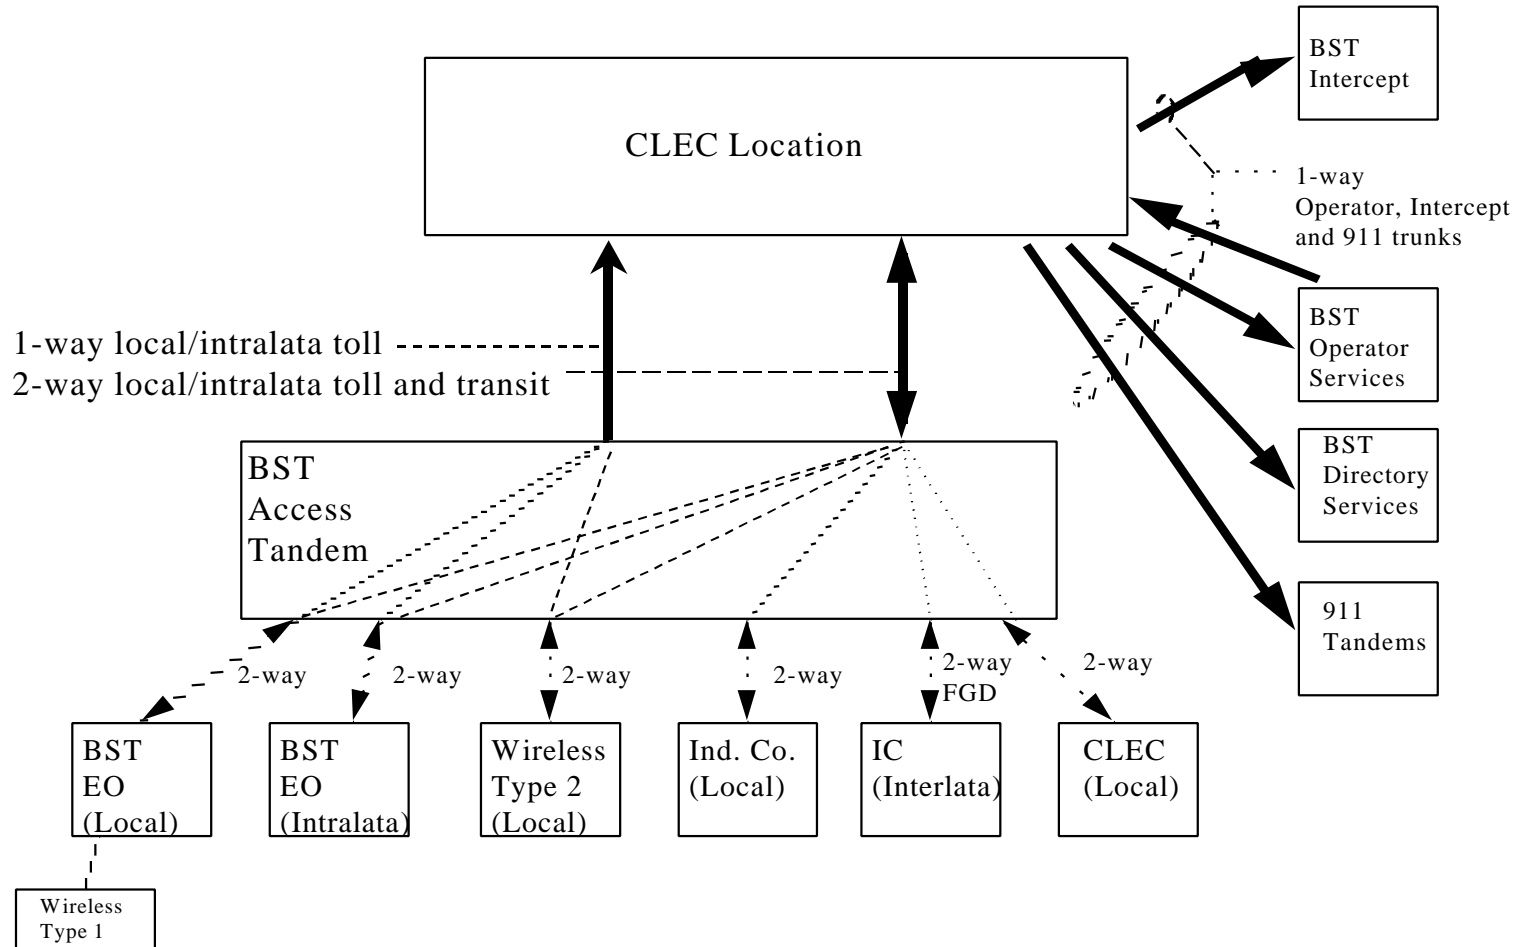 BST
Intercept
CLEC Location
1-way
Operator, Intercept
and 911 trunks
1-way local/intralata toll
2-way local/intralata toll and transit
BST
Operator
Services
BST
Directory
Services
BST
Access
Tandem
911
Tandems
2-way
2-way
2-way
2-way
2-way
FGD
2-way
BST
EO
(Local)
BST
EO
(Intralata)
Wireless
Type 2
(Local)
Ind. Co.
(Local)
IC
(Interlata)
CLEC
(Local)
Wireless
Type 1